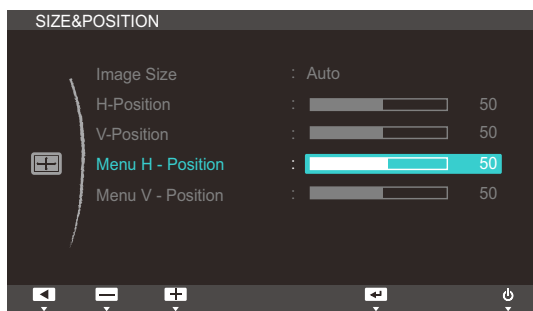 SIZE&POSITION
Image Size : Auto
H-Position : 50
V-Position : 50
Menu H - Position : 50
Menu V - Position : 50